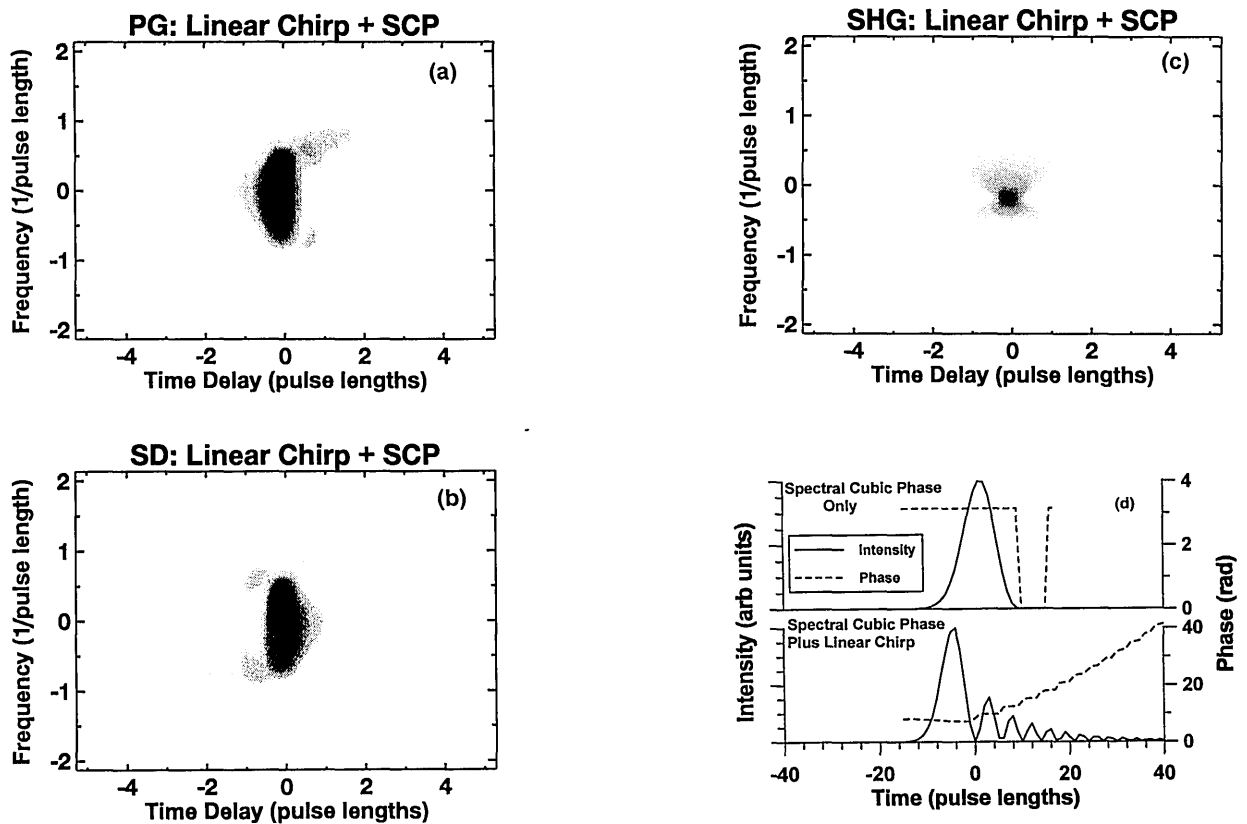 PG: Linear Chirp + SCP
(a)
Frequency (1/pulse length)
2
1
0
-1
-2
-4
-2
0
2
4
Time Delay (pulse lengths)
SHG: Linear Chirp + SCP
(c)
Frequency (1/pulse length)
2
1
0
-1
-2
-4
-2
0
2
4
Time Delay (pulse lengths)
SD: Linear Chirp + SCP
(b)
Frequency (1/pulse length)
2
1
0
-1
-2
-4
-2
0
2
4
Time Delay (pulse lengths)
Spectral Cubic Phase
Only
(d)
Intensity
Phase
4
2
0
Spectral Cubic Phase
Plus Linear Chirp
40
20
0
Intensity (arb units)
Phase (rad)
-40
-20
0
20
40
Time (pulse lengths)